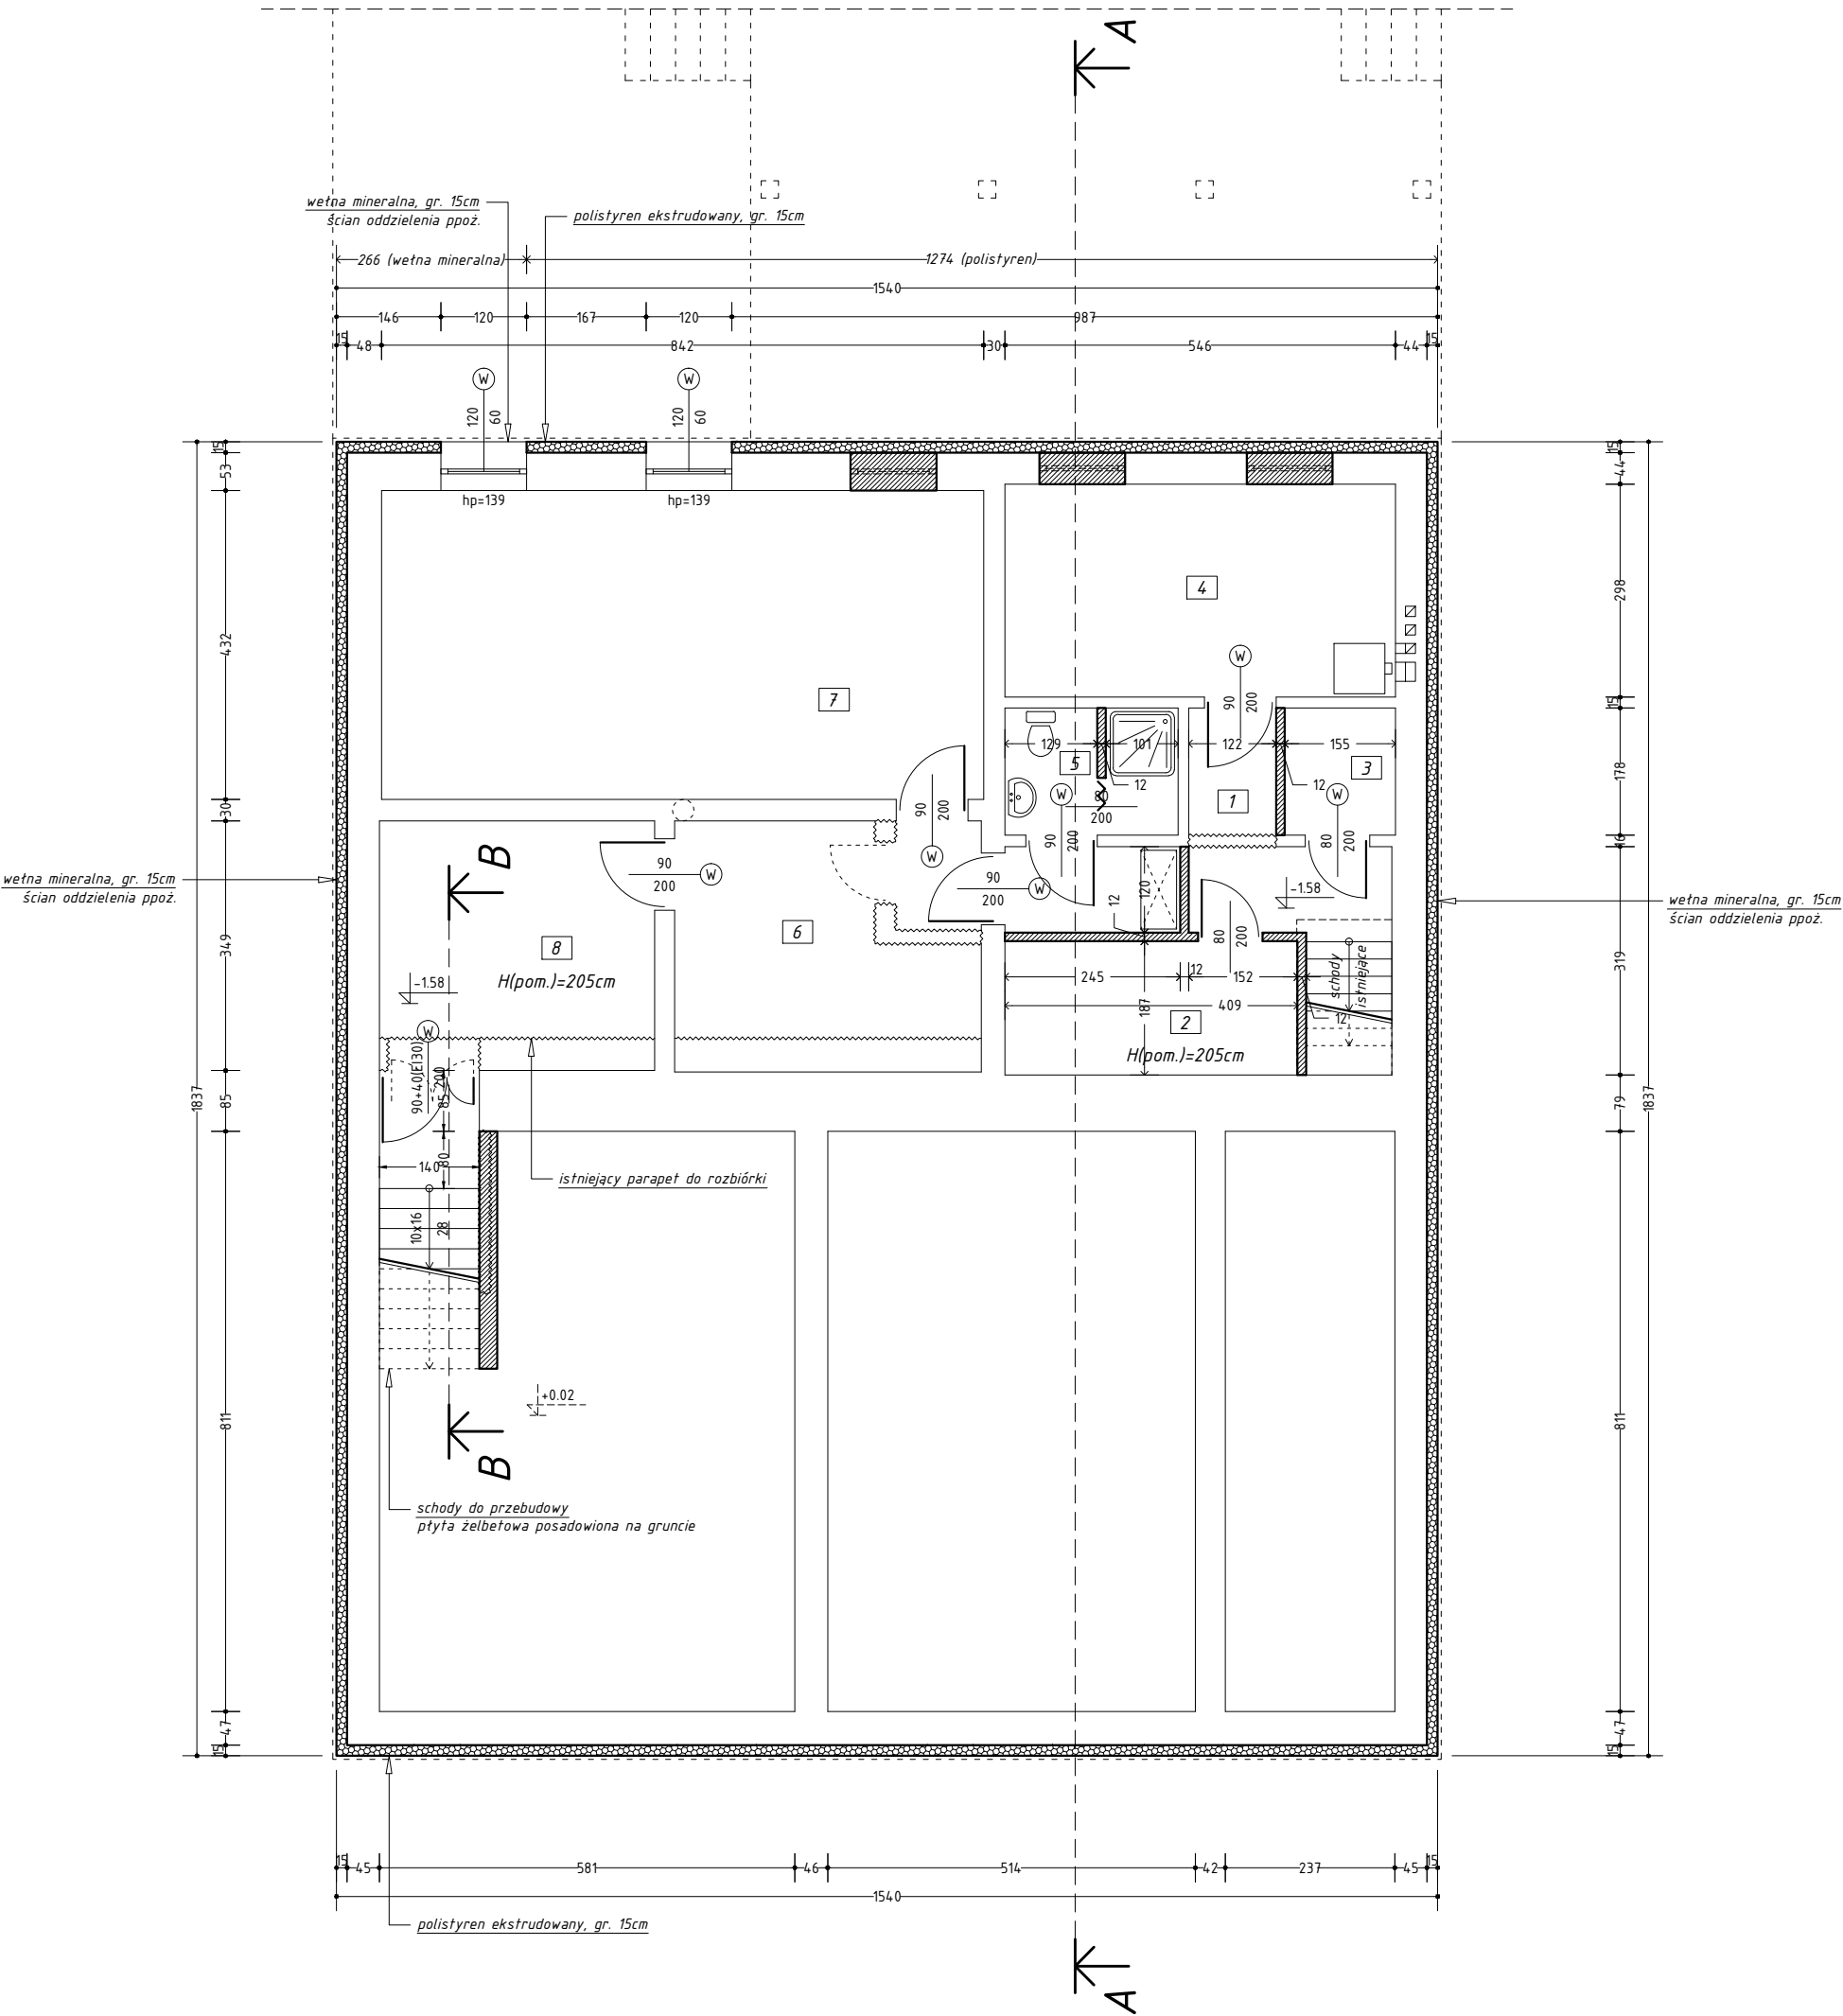 A
wełna mineralna, gr. 15cm
ścian oddzielenia ppoż.
polistyren ekstrudowany, gr. 15cm
266 (wełna mineralna)
1274 (polistyren)
1540
146
120
167
120
987
15
48
842
30
546
44
15
W
W
120
60
120
60
hp=139
hp=139
15
53
432
30
349
85
811
47
15
1837
15
44
298
15
178
16
319
79
811
47
15
1837
4
7
W
90
200
129
101
122
155
5
3
12
12
W
80
200
W
1
90
200
90
200
W
80
200
B
90
200
W
90
200
W
120
12
-1.58
wełna mineralna, gr. 15cm
ścian oddzielenia ppoż.
wełna mineralna, gr. 15cm
ścian oddzielenia ppoż.
6
8
H(pom.)=205cm
80
200
-1.58
245
12
152
schody
istniejące
409
187
2
12
H(pom.)=205cm
W
90+40(EI30)
200
85
140
80
istniejący parapet do rozbiórki
10x16
28
+0.02
B
schody do przebudowy
płyta żelbetowa posadowiona na gruncie
15
45
581
46
514
42
237
45
15
1540
polistyren ekstrudowany, gr. 15cm
A